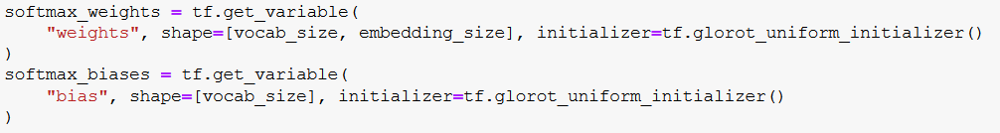 softmax_weights = tf.get_variable(
    "weights", shape=[vocab_size, embedding_size], initializer=tf.glorot_uniform_initializer()
)
softmax_biases = tf.get_variable(
    "bias", shape=[vocab_size], initializer=tf.glorot_uniform_initializer()
)